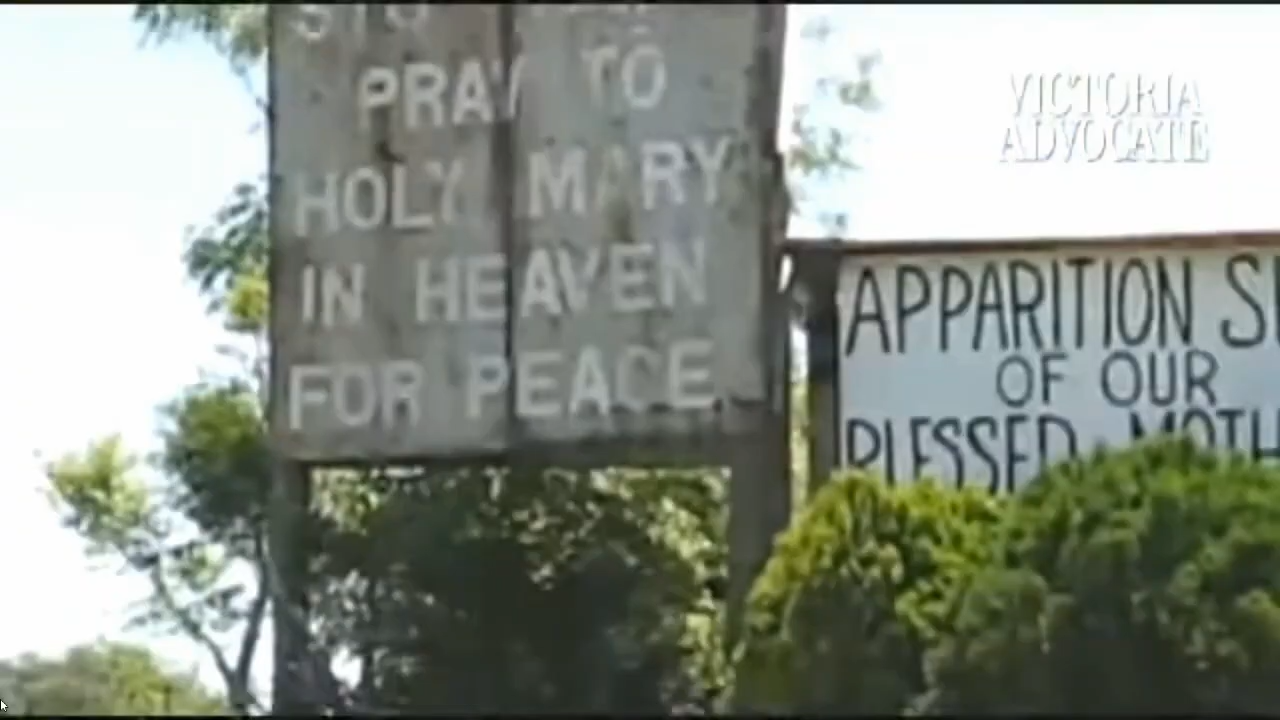 PRAY TO
HOLY MARY
IN HEAVEN
FOR PEACE
APPARITION
OF OUR
BLESSED
VICTORIA
ADVOCATE